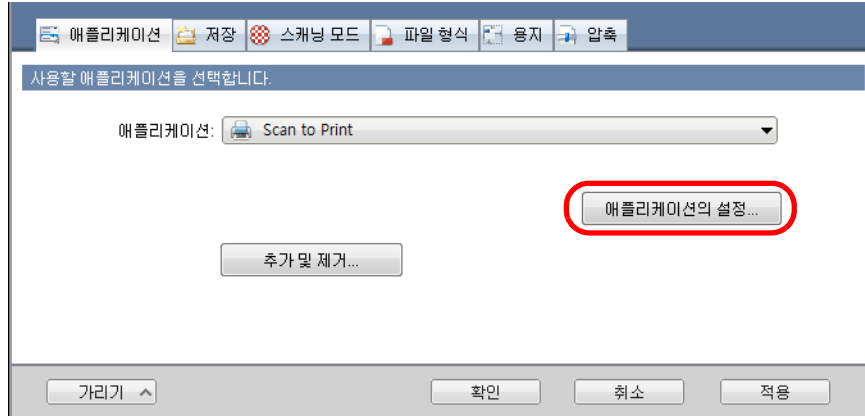 애플리케이션 저장 스캐닝 모드 파일 형식 용지 압축
사용할 애플리케이션을 선택합니다.
애플리케이션: Scan to Print
애플리케이션의 설정...
추가 및 제거...
가리기 확인 취소 적용